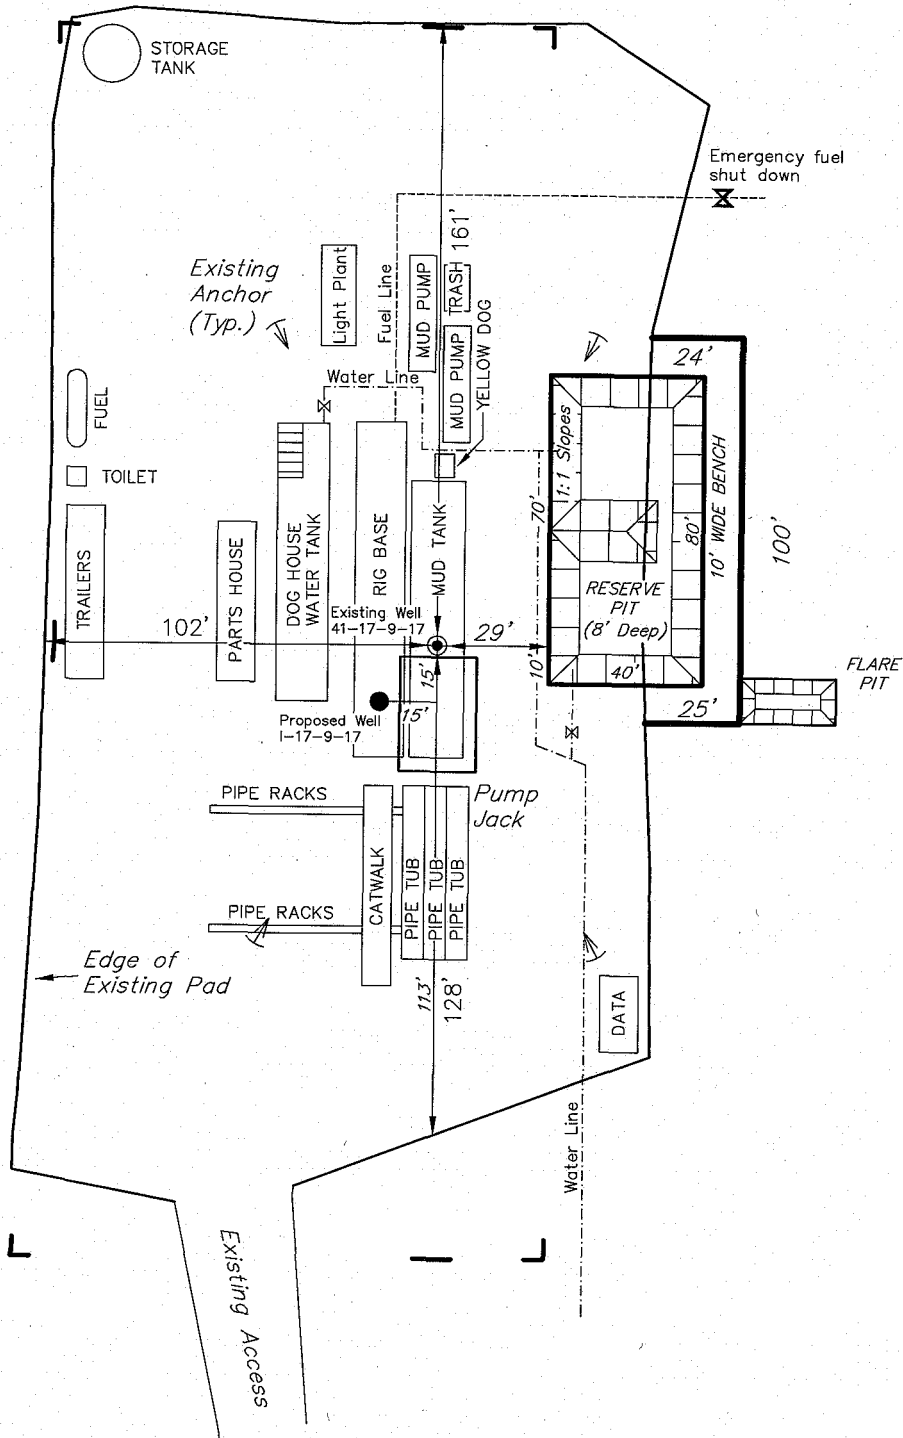 STORAGE
TANK
Emergency fuel
shut down
161'
Existing
Anchor
(Typ.)
Light Plant
Fuel Line
MUD PUMP
TRASH
MUD PUMP
YELLOW DOG
Water Line
24'
FUEL
TOILET
1:1 Slopes
10' WIDE BENCH
70'
80'
100'
TRAILERS
PARTS HOUSE
DOG HOUSE
WATER TANK
RIG BASE
MUD TANK
RESERVE
PIT
(8' Deep)
Existing Well
41-17-9-17
102'
29'
10'
40'
FLARE
PIT
15'
25'
Proposed Well
I-17-9-17
15'
PIPE RACKS
Pump
Jack
CATWALK
PIPE TUB
PIPE TUB
PIPE TUB
PIPE RACKS
Edge of
Existing Pad
113'
128'
DATA
Water Line
Existing Access